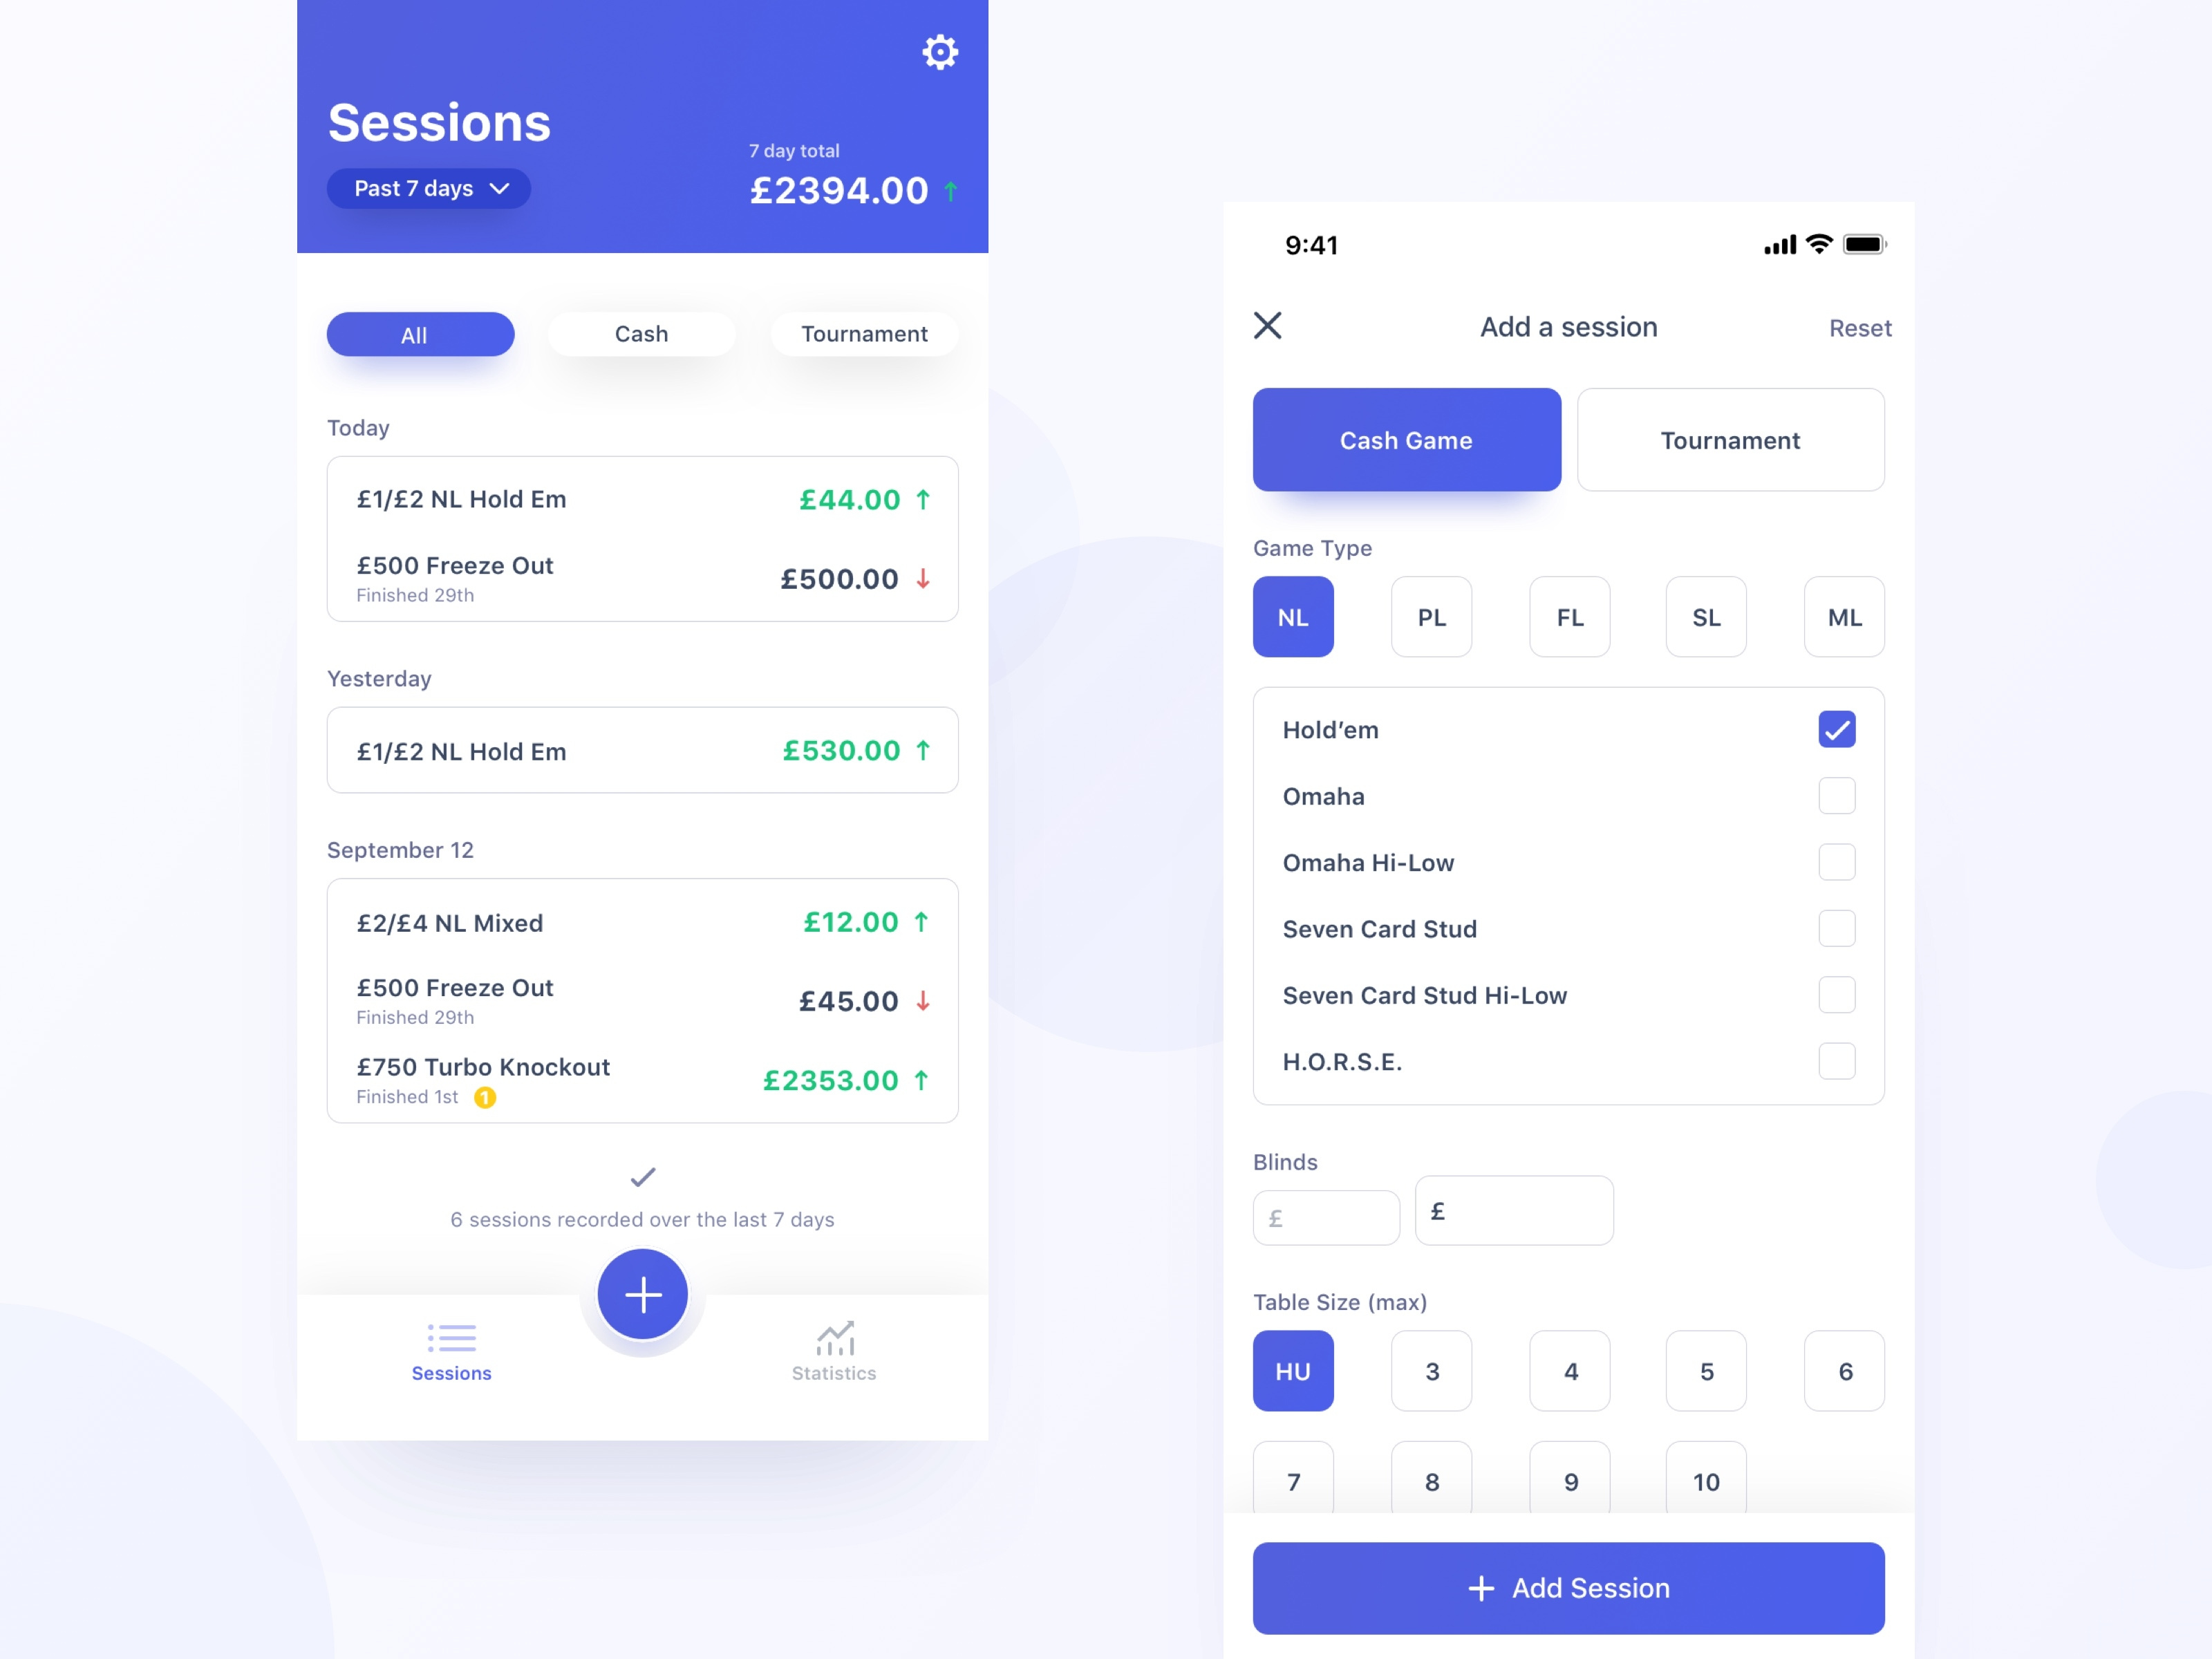 Sessions
Past 7 days
7 day total
£2394.00 ↑
All
Cash
Tournament
Today
£1/£2 NL Hold Em
£44.00 ↑
£500 Freeze Out
Finished 29th
£500.00 ↓
Yesterday
£1/£2 NL Hold Em
£530.00 ↑
September 12
£2/£4 NL Mixed
£12.00 ↑
£500 Freeze Out
Finished 29th
£45.00 ↓
£750 Turbo Knockout
Finished 1st 1
£2353.00 ↑
6 sessions recorded over the last 7 days
Sessions
Statistics
9:41
Add a session
Reset
Cash Game
Tournament
Game Type
NL
PL
FL
SL
ML
Hold’em
Omaha
Omaha Hi-Low
Seven Card Stud
Seven Card Stud Hi-Low
H.O.R.S.E.
Blinds
£
£
Table Size (max)
HU
3
4
5
6
7
8
9
10
+ Add Session